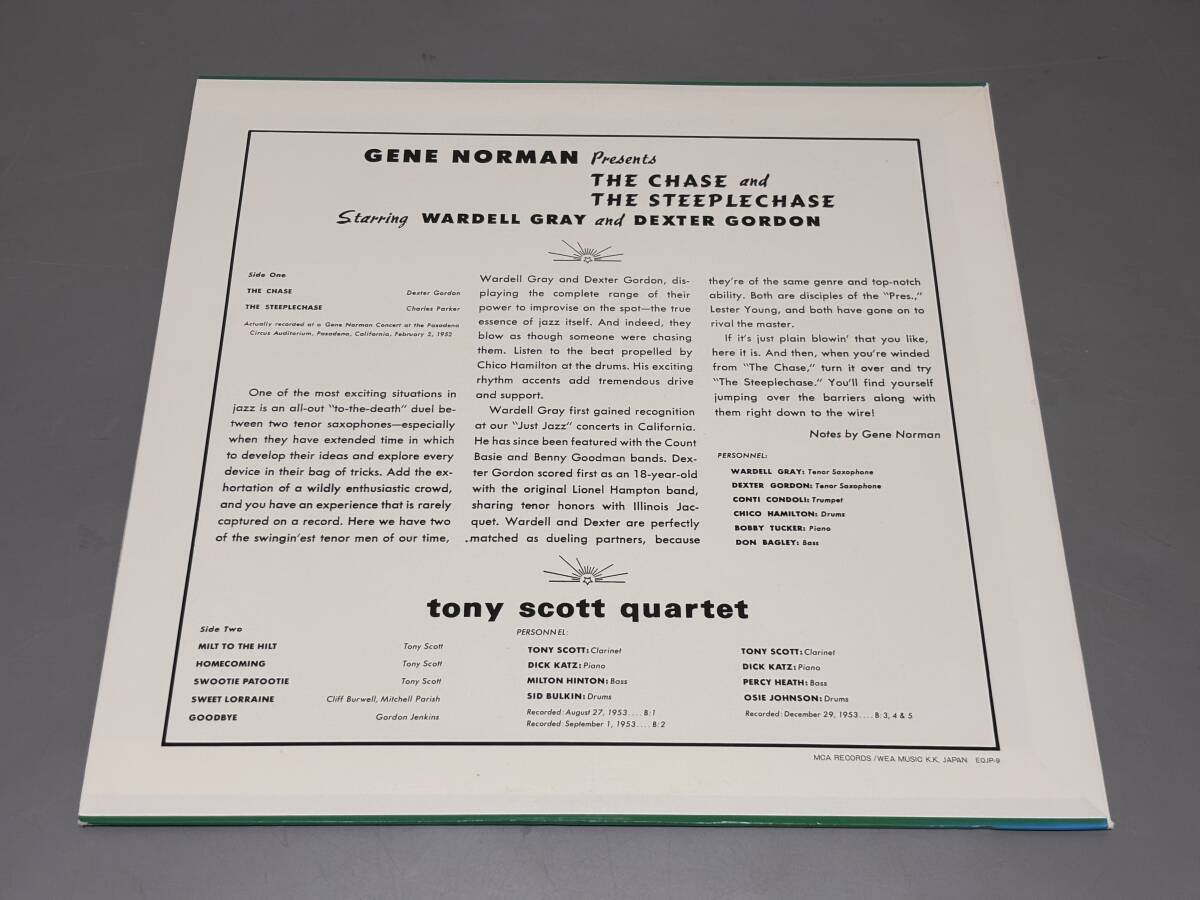 GENE NORMAN Presents
THE CHASE and
THE STEEPLECHASE
Starring WARDELL GRAY and DEXTER GORDON
Side One
THE CHASE Dexter Gordon
THE STEEPLECHASE Charles Parker
Actually recorded at a Gene Norman Concert at the Pasadena
Circus Auditorium, Pasadena, California, February 2, 1952
One of the most exciting situations in
jazz is an all-out "to-the-death" duel be-
tween two tenor saxophones—especially
when they have extended time in which
to develop their ideas and explore every
device in their bag of tricks. Add the ex-
hortation of a wildly enthusiastic crowd,
and you have an experience that is rarely
captured on a record. Here we have two
of the swingin'est tenor men of our time,
Wardell Gray and Dexter Gordon, dis-
playing the complete range of their
power to improvise on the spot—the true
essence of jazz itself. And indeed, they
blow as though someone were chasing
them. Listen to the beat propelled by
Chico Hamilton at the drums. His exciting
rhythm accents add tremendous drive
and support.
Wardell Gray first gained recognition
at our "Just Jazz" concerts in California.
He has since been featured with the Count
Basie and Benny Goodman bands. Dex-
ter Gordon scored first as an 18-year-old
with the original Lionel Hampton band,
sharing tenor honors with Illinois Jac-
quet. Wardell and Dexter are perfectly
matched as dueling partners, because
they're of the same genre and top-notch
ability. Both are disciples of the "Pres.,"
Lester Young, and both have gone on to
rival the master.
If it's just plain blowin' that you like,
here it is. And then, when you're winded
from "The Chase," turn it over and try
"The Steeplechase." You'll find yourself
jumping over the barriers along with
them right down to the wire!
Notes by Gene Norman
PERSONNEL:
WARDELL GRAY: Tenor Saxophone
DEXTER GORDON: Tenor Saxophone
CONTI CONDOLI: Trumpet
CHICO HAMILTON: Drums
BOBBY TUCKER: Piano
DON BAGLEY: Bass
tony scott quartet
Side Two
MILT TO THE HILT Tony Scott
HOMECOMING Tony Scott
SWOOTIE PATOOTIE Tony Scott
SWEET LORRAINE Cliff Burwell, Mitchell Parish
GOODBYE Gordon Jenkins
PERSONNEL:
TONY SCOTT: Clarinet
DICK KATZ: Piano
MILTON HINTON: Bass
SID BULKIN: Drums
Recorded: August 27, 1953.... B: 1
Recorded: September 1, 1953.... B: 2
TONY SCOTT: Clarinet
DICK KATZ: Piano
PERCY HEATH: Bass
OSIE JOHNSON: Drums
Recorded: December 29, 1953.... B: 3, 4 & 5
MCA RECORDS /WEA MUSIC K.K. JAPAN EQJP-9